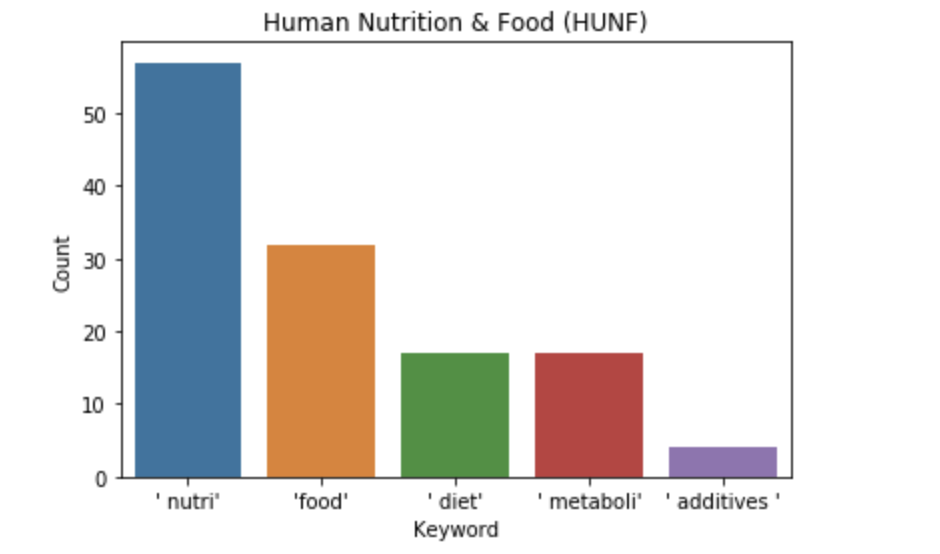 Human Nutrition & Food (HUNF)
50
40
30
20
10
0
Count
' nutri' 'food' ' diet' ' metaboli' ' additives '
Keyword